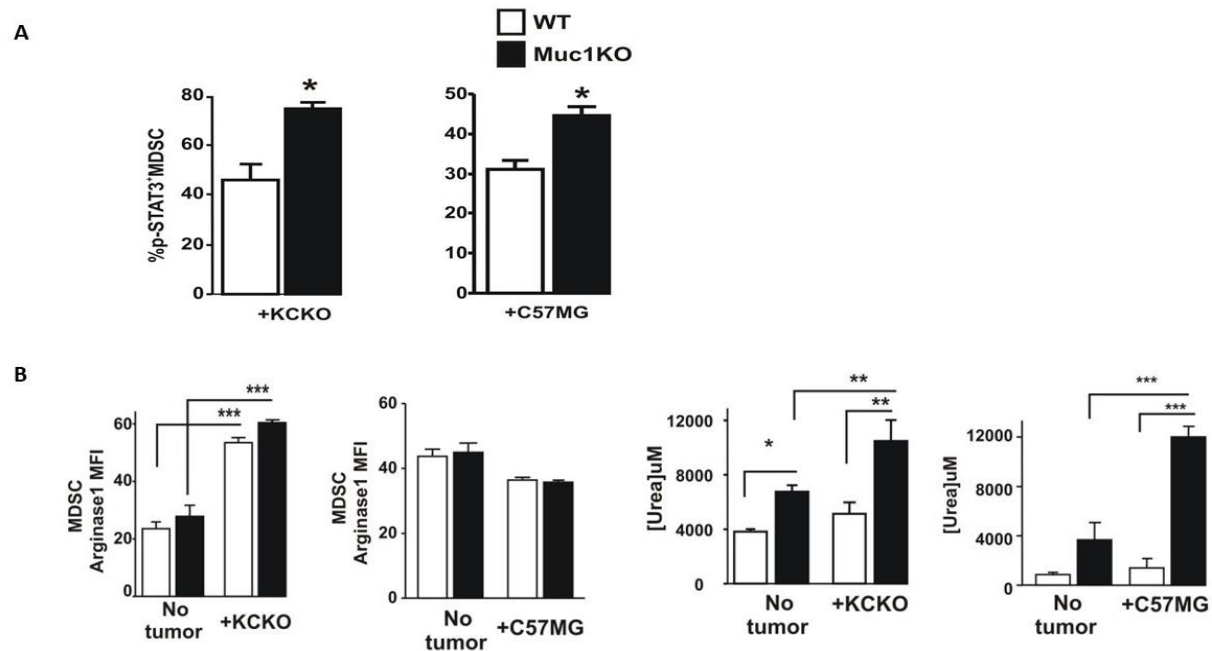 A
WT
Muc1KO
%p-STAT3+MDSC
80
60
40
20
0
*
+KCKO
50
40
30
20
10
0
*
+C57MG
B
MDSC
Arginase1 MFI
60
40
20
0
***
***
No
tumor
+KCKO
MDSC
Arginase1 MFI
60
40
20
0
No
tumor
+C57MG
[Urea]uM
12000
8000
4000
0
*
**
**
No
tumor
+KCKO
[Urea]uM
12000
8000
4000
0
***
***
No
tumor
+C57MG